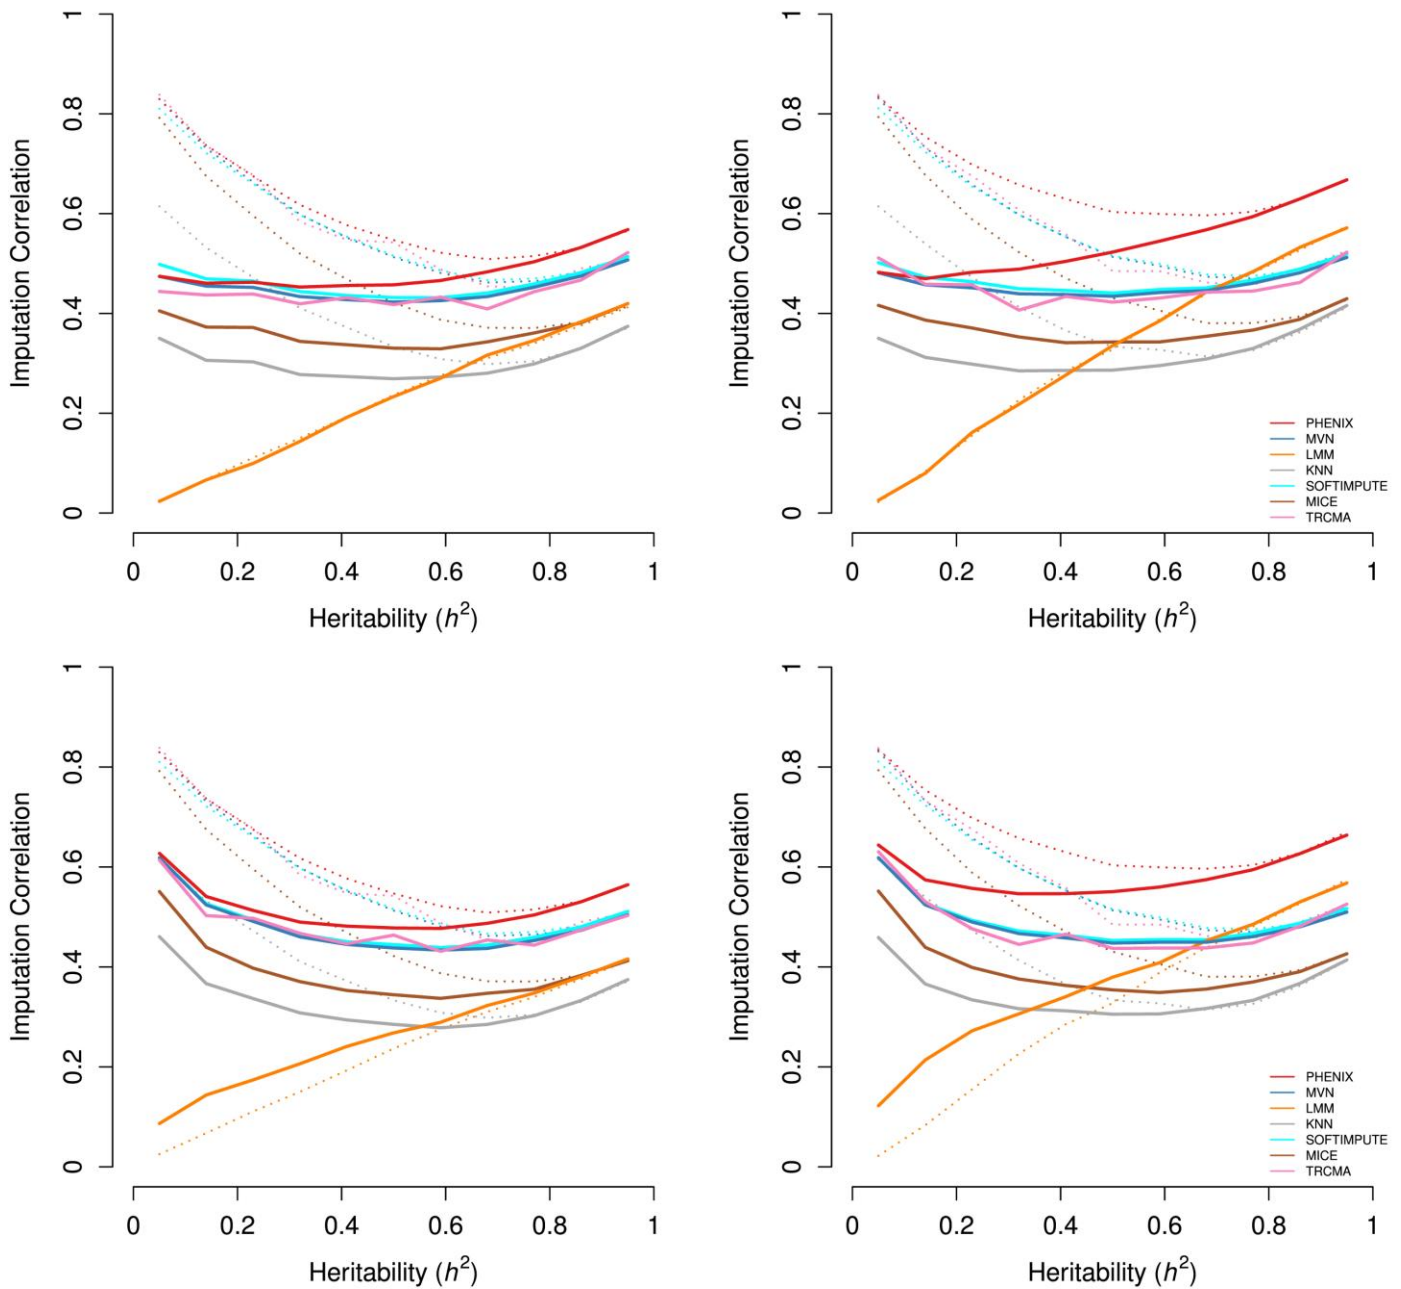 Imputation Correlation
0 0.2 0.4 0.6 0.8 1
0 0.2 0.4 0.6 0.8 1
Heritability (h²)
Imputation Correlation
0 0.2 0.4 0.6 0.8 1
PHENIX
MVN
LMM
KNN
SOFTIMPUTE
MICE
TRCMA
0 0.2 0.4 0.6 0.8 1
Heritability (h²)
Imputation Correlation
0 0.2 0.4 0.6 0.8 1
0 0.2 0.4 0.6 0.8 1
Heritability (h²)
Imputation Correlation
0 0.2 0.4 0.6 0.8 1
PHENIX
MVN
LMM
KNN
SOFTIMPUTE
MICE
TRCMA
0 0.2 0.4 0.6 0.8 1
Heritability (h²)